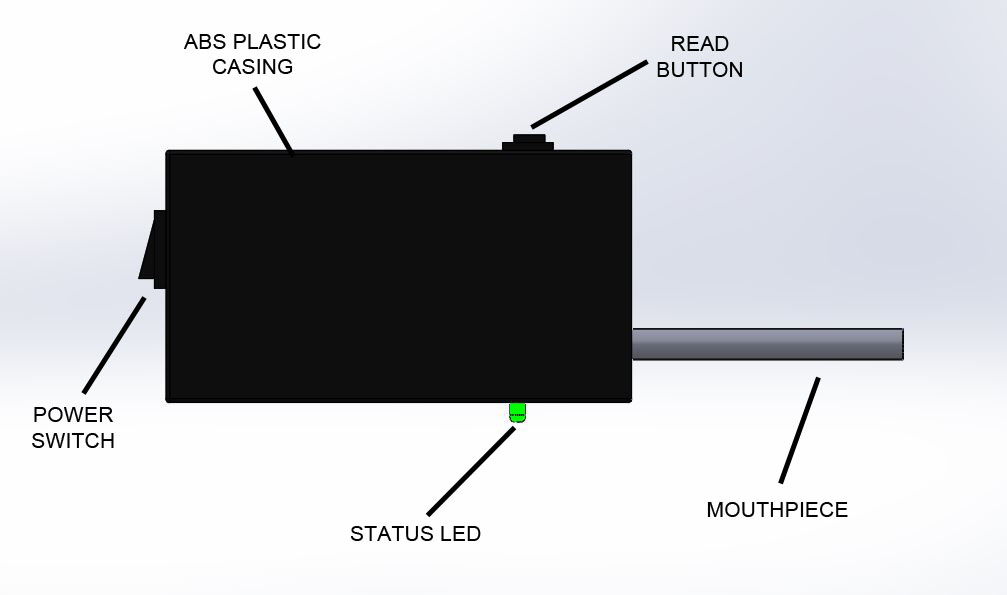 ABS PLASTIC
CASING
READ
BUTTON
POWER
SWITCH
STATUS LED
MOUTHPIECE